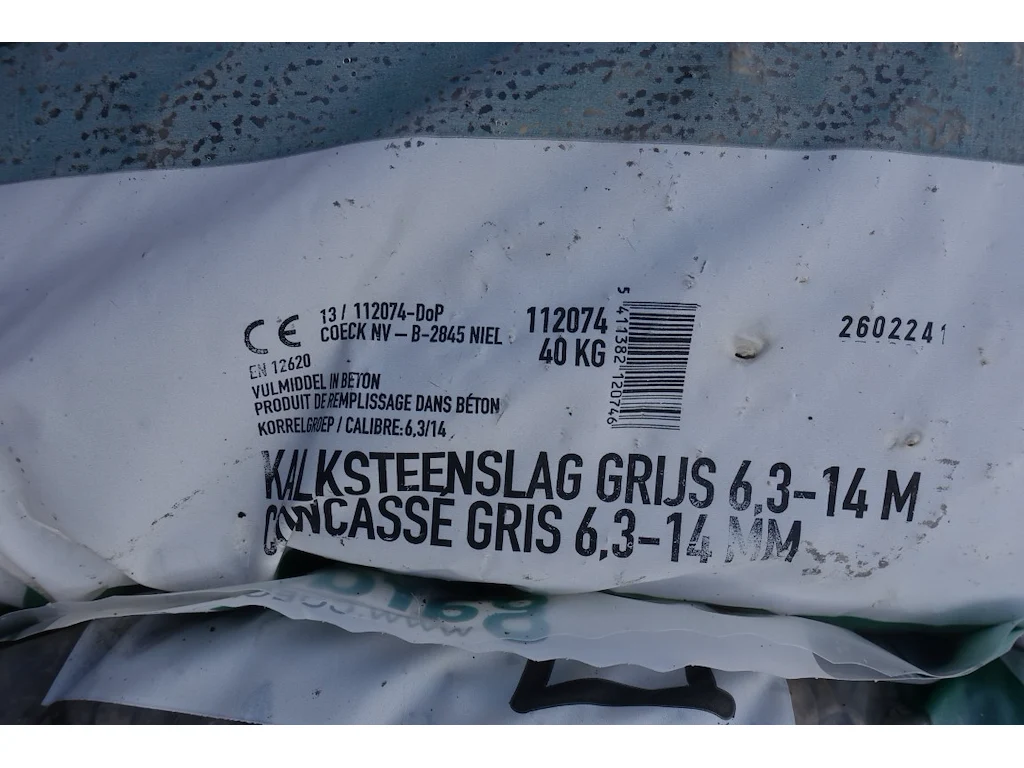 CE
13 / 112074-DoP
COECK NV – B-2845 NIEL
EN 12620
VULMIDDEL IN BETON
PRODUIT DE REMPLISSAGE DANS BÉTON
KORRELGROEP / CALIBRE: 6,3/14
112074
40 KG
5 411382 120746
2602241
KALKSTEENSLAG GRIJS 6,3-14 M
CONCASSÉ GRIS 6,3-14 MM